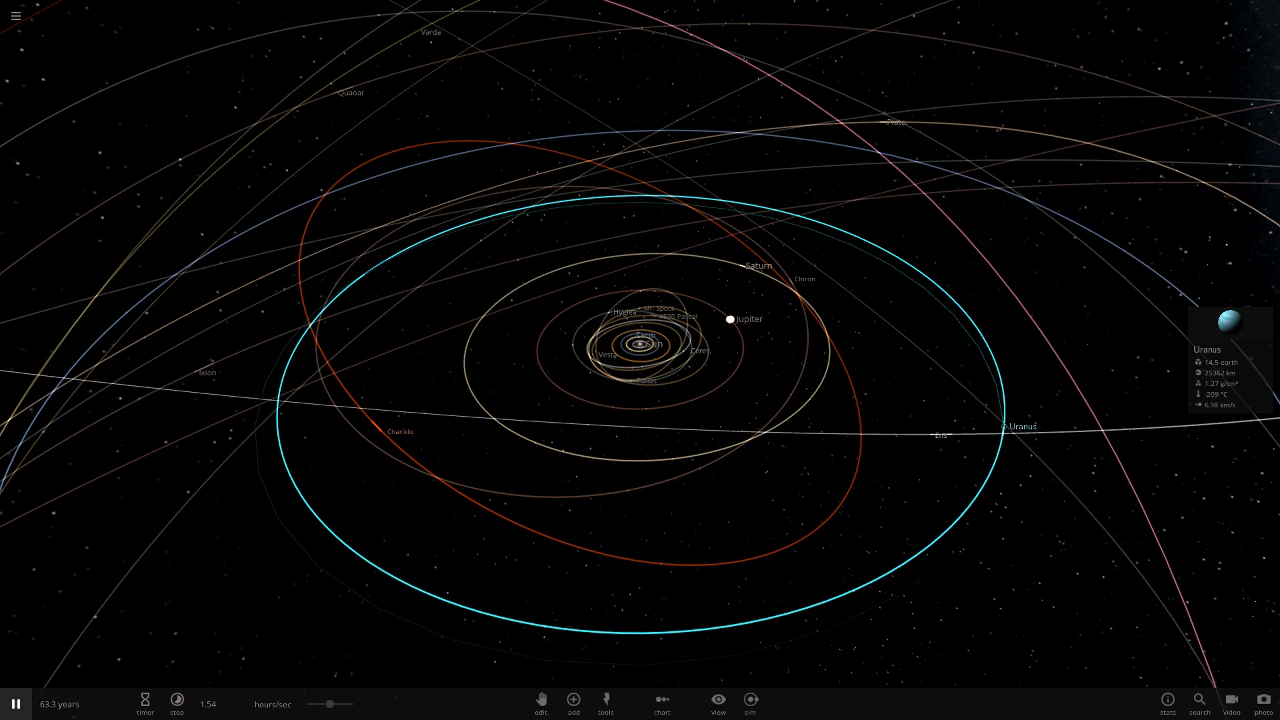 Varda
Quaoar
Pluto
Saturn
Chiron
Hygiea
Mr. Spock
4500 Pascal
Jupiter
Earth
Sun
Vesta
Ceres
Pallas
Ixion
Chariklo
Eris
Uranus
Uranus
14.5 earth
25362 km
1.27 g/cm³
-209 °C
6.98 km/s
63.3 years
timer
step
1.54
hours/sec
edit
add
tools
chart
view
sim
stats
search
video
photo